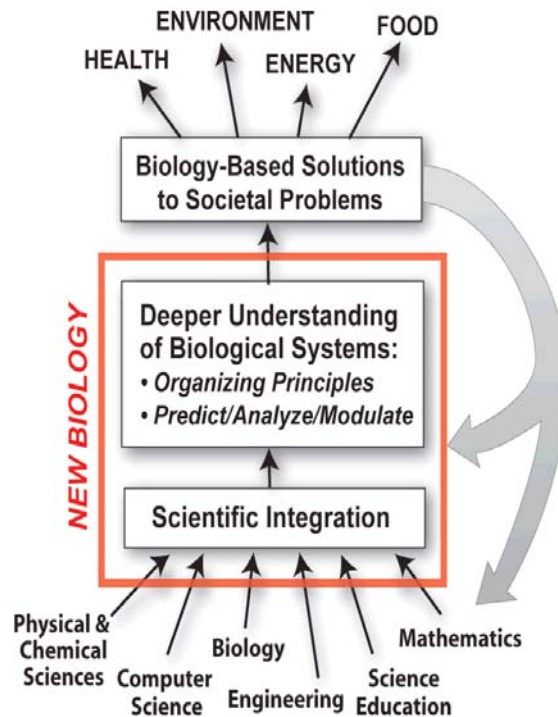 ENVIRONMENT
FOOD
HEALTH
ENERGY
Biology-Based Solutions
to Societal Problems
NEW BIOLOGY
Deeper Understanding
of Biological Systems:
• Organizing Principles
• Predict/Analyze/Modulate
Scientific Integration
Physical &
Chemical
Sciences
Computer
Science
Biology
Engineering
Science
Education
Mathematics